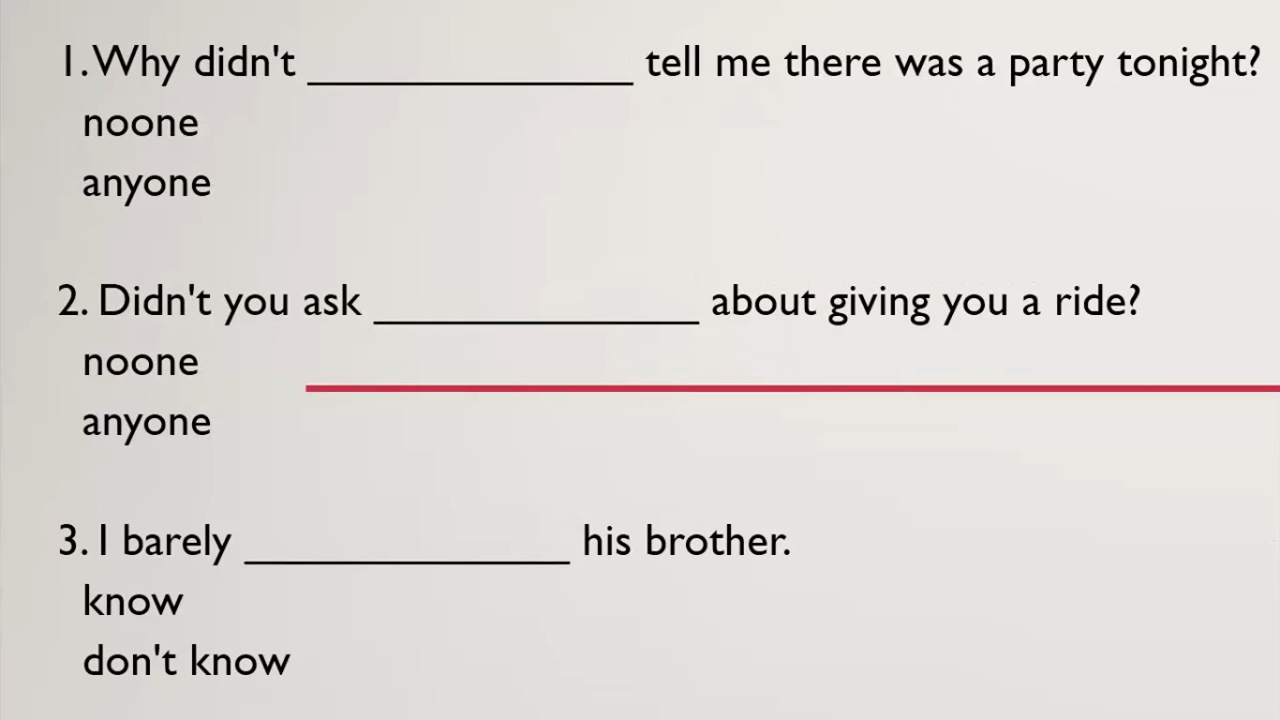 1. Why didn't _______________ tell me there was a party tonight?
noone
anyone
2. Didn't you ask _______________ about giving you a ride?
noone
anyone
3. I barely _______________ his brother.
know
don't know